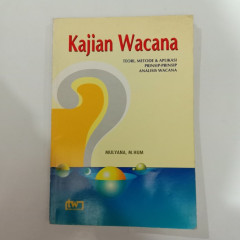 Kajian Wacana
TEORI, METODE & APLIKASI
PRINSIP-PRINSIP
ANALISIS WACANA
MULYANA, M.HUM